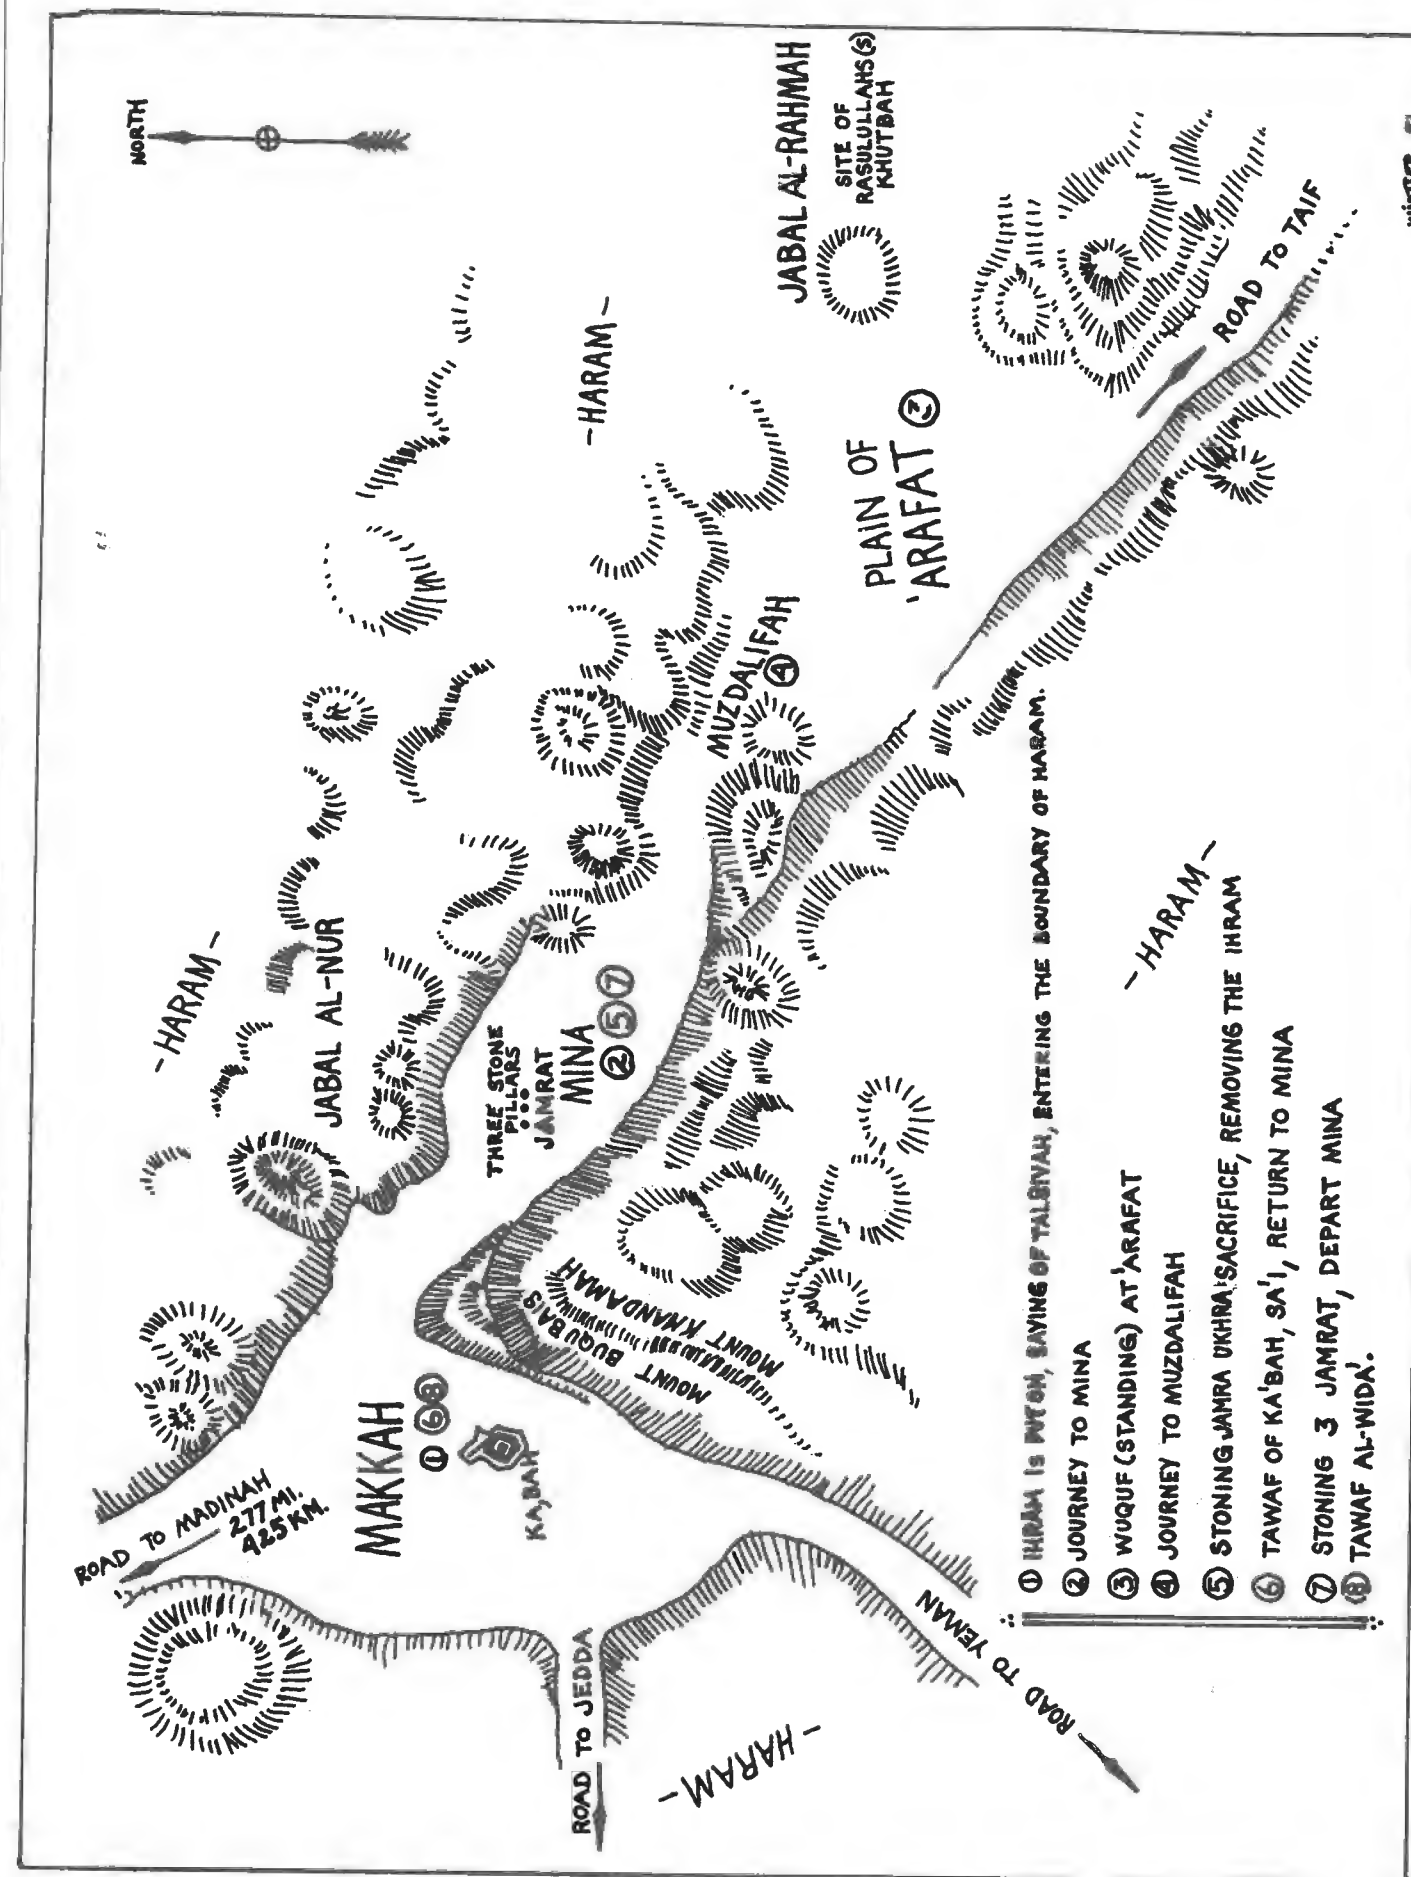 NORTH
JABAL AL-RAHMAH
SITE OF
RASULULLAHS(S)
KHUTBAH
-HARAM-
-HARAM-
JABAL AL-NUR
ROAD TO MADINAH
277 MI.
425 KM.
MAKKAH
① ⑥⑧
KA,BAH
THREE STONE
PILLARS
JAMRAT
MINA
② ⑤⑦
MUZDALIFAH
④
PLAIN OF
'ARAFAT ③
ROAD TO TAIF
MOUNT
BUQUBAIS
MOUNT KHANDAMAH
ROAD TO JEDDA
-HARAM-
ROAD TO YEMAN
-HARAM-
① IHRAM IS PUT ON, SAYING OF TALBIYAH, ENTERING THE BOUNDARY OF HARAM.
② JOURNEY TO MINA
③ WUQUF (STANDING) AT 'ARAFAT
④ JOURNEY TO MUZDALIFAH
⑤ STONING JAMRA UKHRA SACRIFICE, REMOVING THE IHRAM
⑥ TAWAF OF KA'BAH, SA'I, RETURN TO MINA
⑦ STONING 3 JAMRAT, DEPART MINA
⑧ TAWAF AL-WIDA'.